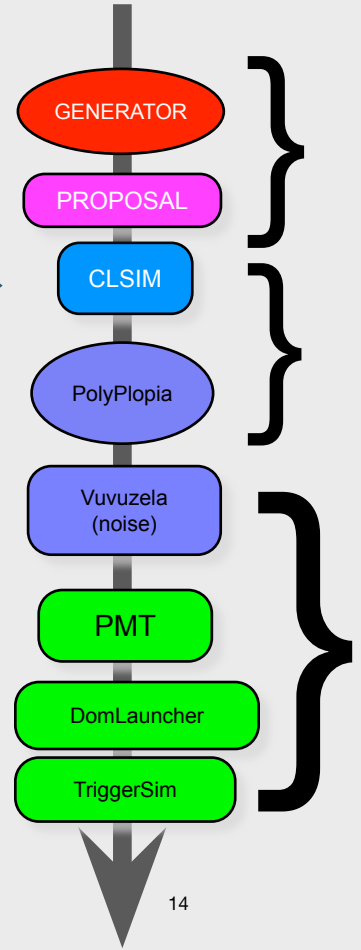 GENERATOR
PROPOSAL
CLSIM
PolyPlopia
Vuvuzela
(noise)
PMT
DomLauncher
TriggerSim
14